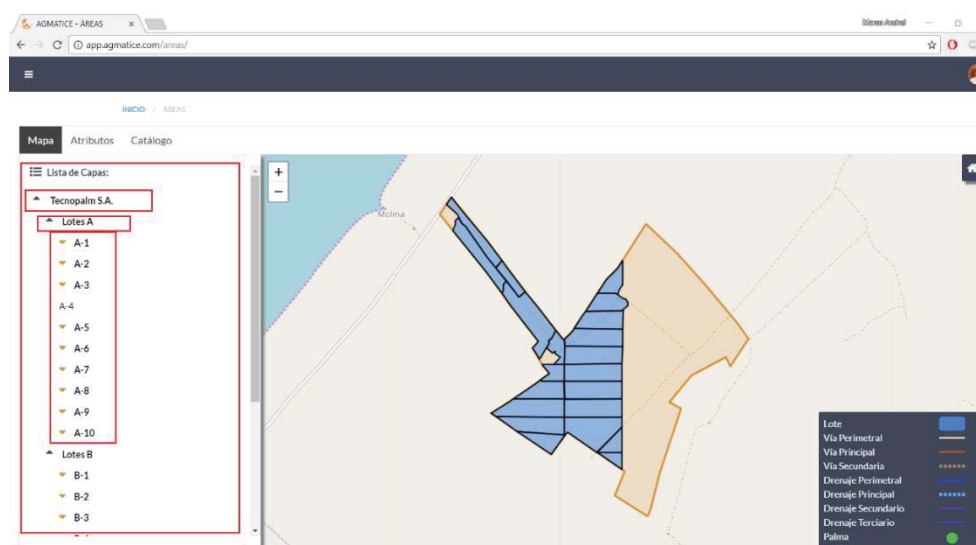 AGMATICE - ÁREAS
app.agmatice.com/areas/
INICIO / ÁREAS
Mapa Atributos Catálogo
Lista de Capas:
Tecnopalm S.A.
Lotes A
A-1
A-2
A-3
A-4
A-5
A-6
A-7
A-8
A-9
A-10
Lotes B
B-1
B-2
B-3
+
−
Molina
Lote
Vía Perimetral
Vía Principal
Vía Secundaria
Drenaje Perimetral
Drenaje Principal
Drenaje Secundario
Drenaje Terciario
Palma